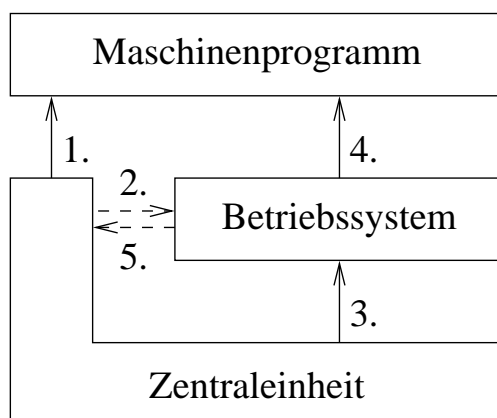 Maschinenprogramm
1.
4.
2.
Betriebssystem
5.
3.
Zentraleinheit